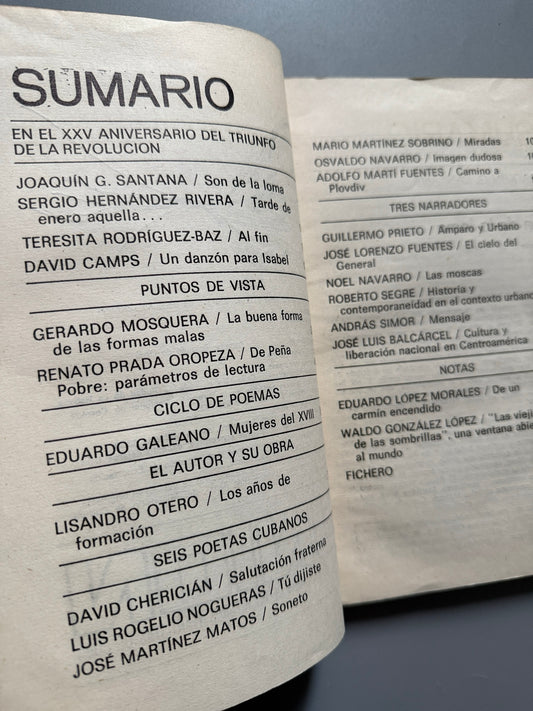 SUMARIO
EN EL XXV ANIVERSARIO DEL TRIUNFO
DE LA REVOLUCION
JOAQUÍN G. SANTANA / Son de la loma
SERGIO HERNÁNDEZ RIVERA / Tarde de
enero aquella...
TERESITA RODRÍGUEZ-BAZ / Al fin
DAVID CAMPS / Un danzón para Isabel
PUNTOS DE VISTA
GERARDO MOSQUERA / La buena forma
de las formas malas
RENATO PRADA OROPEZA / De Peña
Pobre: parámetros de lectura
CICLO DE POEMAS
EDUARDO GALEANO / Mujeres del XVIII
EL AUTOR Y SU OBRA
LISANDRO OTERO / Los años de
formación
SEIS POETAS CUBANOS
DAVID CHERICIÁN / Salutación fraterna
LUIS ROGELIO NOGUERAS / Tú dijiste
JOSÉ MARTÍNEZ MATOS / Soneto
MARIO MARTÍNEZ SOBRINO / Miradas
OSVALDO NAVARRO / Imagen dudosa
ADOLFO MARTÍ FUENTES / Camino a
Plovdiv
TRES NARRADORES
GUILLERMO PRIETO / Amparo y Urbano
JOSÉ LORENZO FUENTES / El cielo del
General
NOEL NAVARRO / Las moscas
ROBERTO SEGRE / Historia y
contemporaneidad en el contexto urbano
ANDRÁS SIMOR / Mensaje
JOSÉ LUIS BALCÁRCEL / Cultura y
liberación nacional en Centroamérica
NOTAS
EDUARDO LÓPEZ MORALES / De un
carmín encendido
WALDO GONZÁLEZ LÓPEZ / "Las viej
de las sombrillas", una ventana abie
al mundo
FICHERO